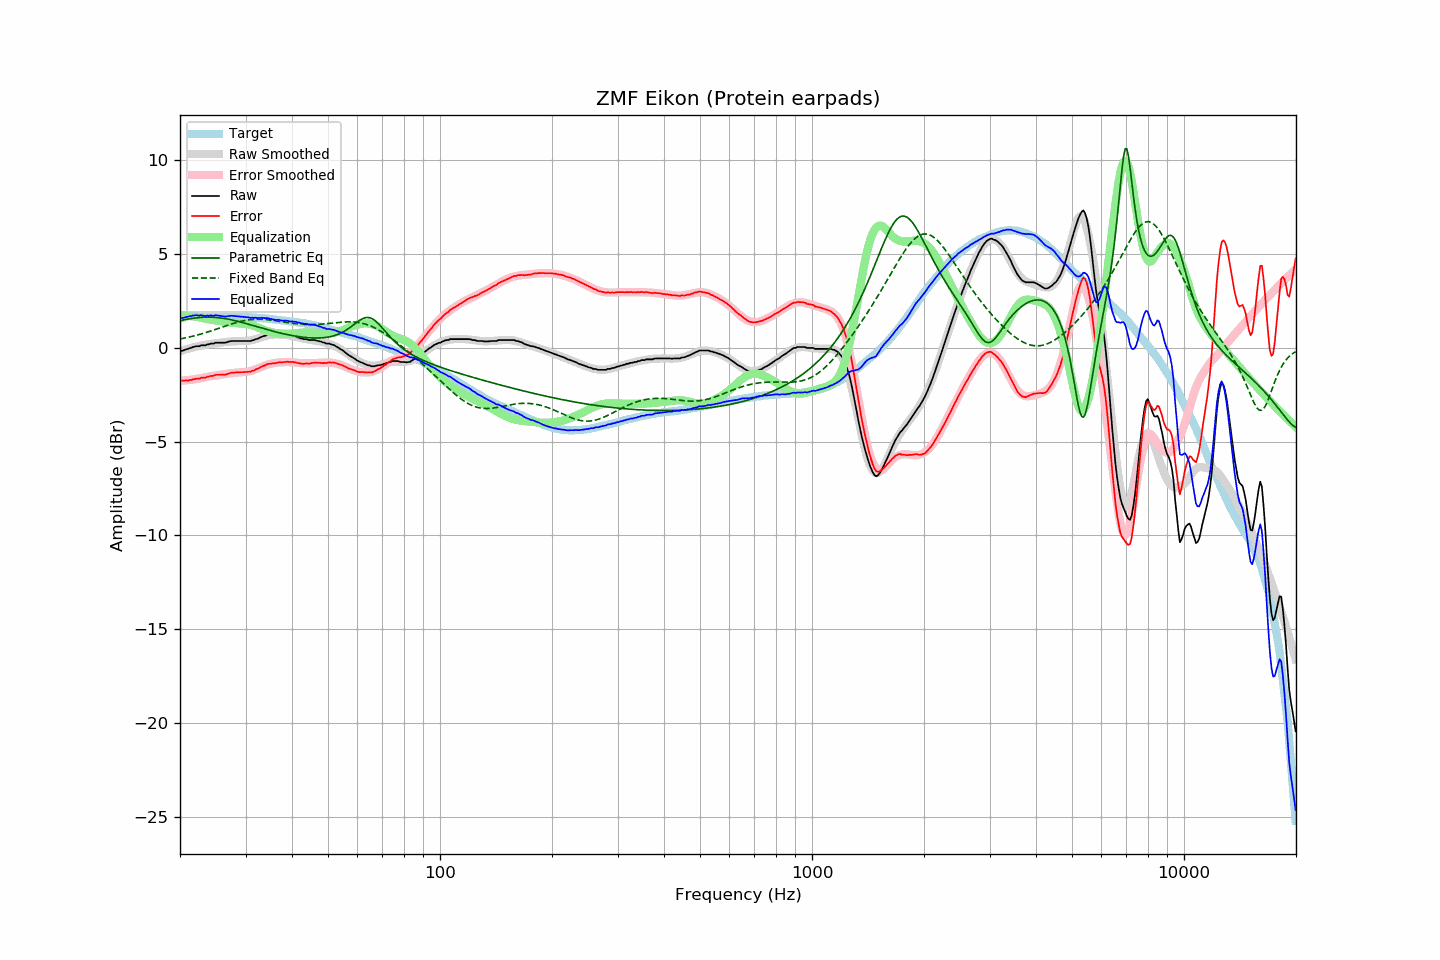 ZMF Eikon (Protein earpads)
Target
Raw Smoothed
Error Smoothed
Raw
Error
Equalization
Parametric Eq
Fixed Band Eq
Equalized
10
5
0
−5
−10
−15
−20
−25
Amplitude (dBr)
100
1000
10000
Frequency (Hz)